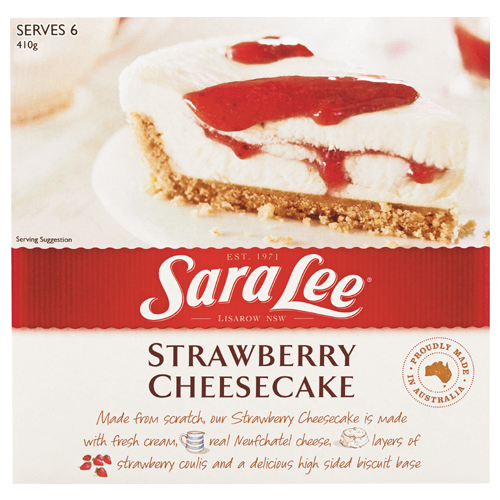 SERVES 6
410g
Serving Suggestion
EST. 1971
Sara Lee®
LISAROW NSW
STRAWBERRY
CHEESECAKE
• PROUDLY MADE •
IN AUSTRALIA
Made from scratch, our Strawberry Cheesecake is made
with fresh cream, real Neufchatel cheese, layers of
strawberry coulis and a delicious high sided biscuit base